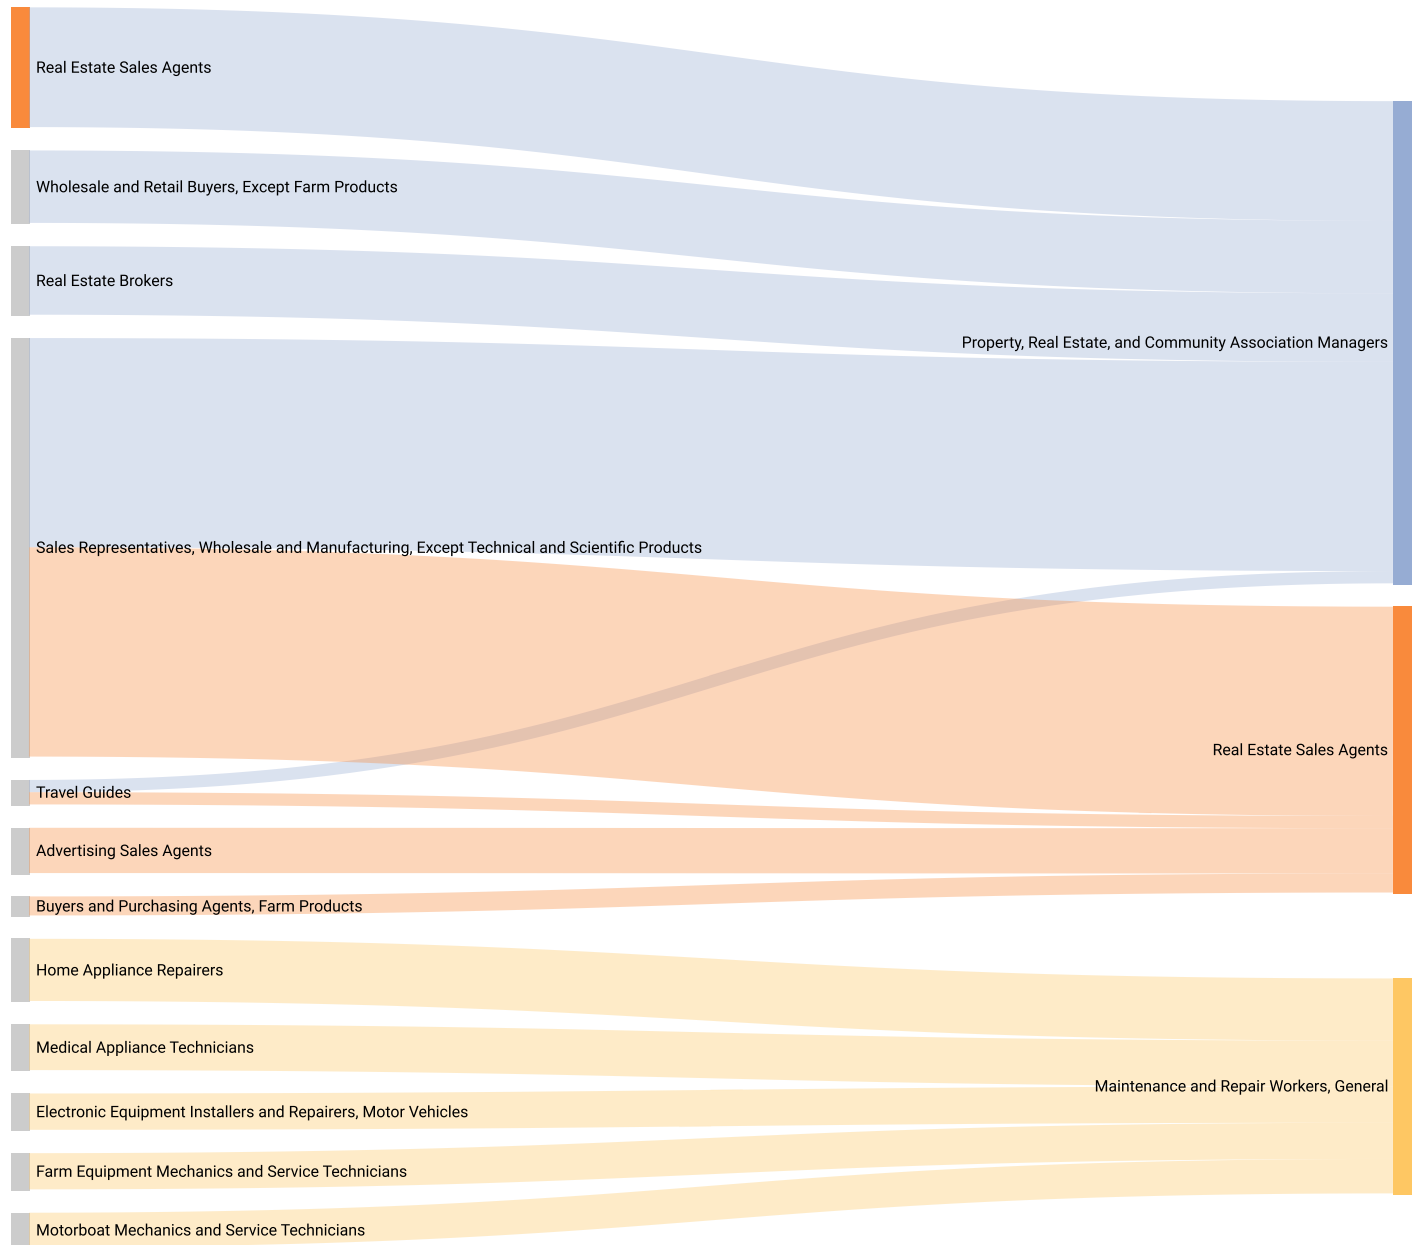 Real Estate Sales Agents
Wholesale and Retail Buyers, Except Farm Products
Real Estate Brokers
Property, Real Estate, and Community Association Managers
Sales Representatives, Wholesale and Manufacturing, Except Technical and Scientific Products
Real Estate Sales Agents
Travel Guides
Advertising Sales Agents
Buyers and Purchasing Agents, Farm Products
Home Appliance Repairers
Medical Appliance Technicians
Maintenance and Repair Workers, General
Electronic Equipment Installers and Repairers, Motor Vehicles
Farm Equipment Mechanics and Service Technicians
Motorboat Mechanics and Service Technicians